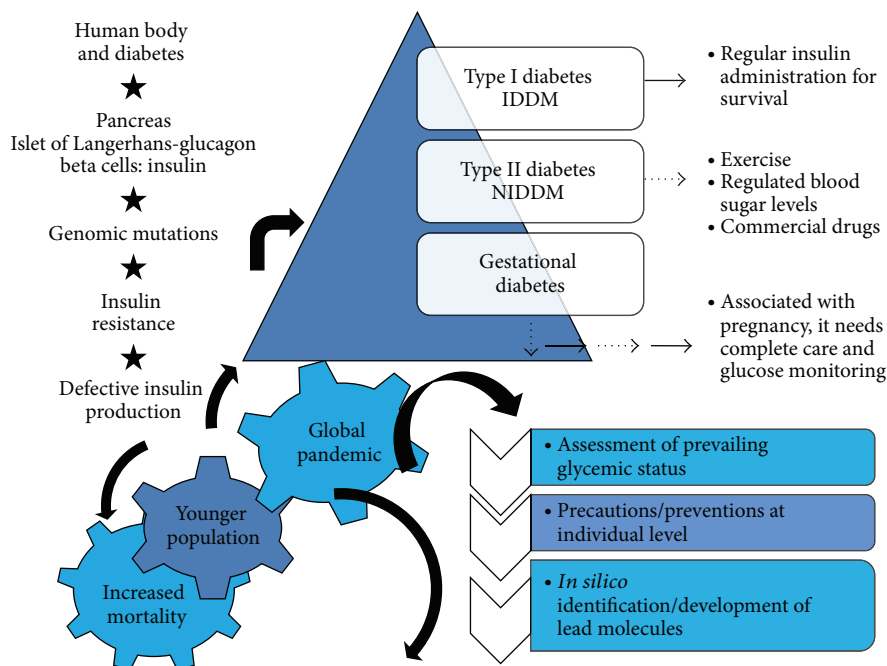 Human body
and diabetes
Pancreas
Islet of Langerhans-glucagon
beta cells: insulin
Genomic mutations
Insulin
resistance
Defective insulin
production
Type I diabetes
IDDM
• Regular insulin
administration for
survival
Type II diabetes
NIDDM
• Exercise
• Regulated blood
sugar levels
• Commercial drugs
Gestational
diabetes
• Associated with
pregnancy, it needs
complete care and
glucose monitoring
Global
pandemic
Younger
population
Increased
mortality
• Assessment of prevailing
glycemic status
• Precautions/preventions at
individual level
• In silico
identification/development of
lead molecules